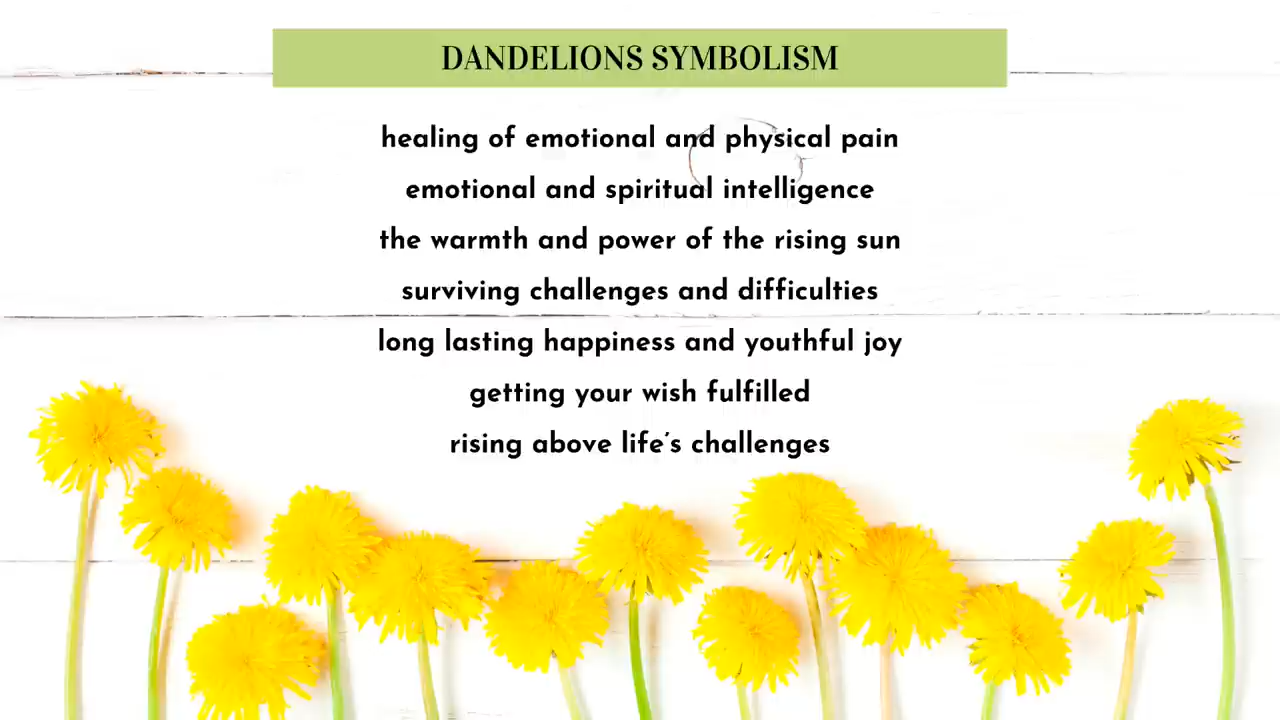 DANDELIONS SYMBOLISM
healing of emotional and physical pain
emotional and spiritual intelligence
the warmth and power of the rising sun
surviving challenges and difficulties
long lasting happiness and youthful joy
getting your wish fulfilled
rising above life's challenges